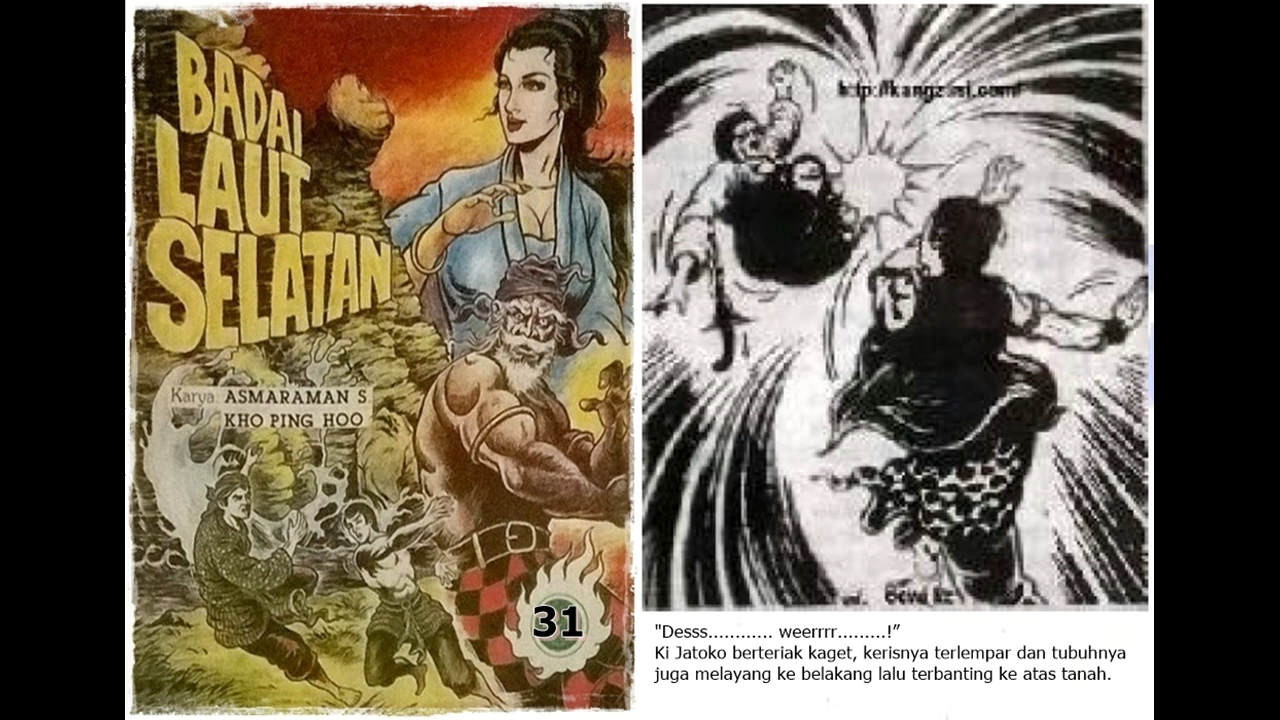 BADAI
LAUT
SELATAN
Karya: ASMARAMAN S
KHO PING HOO
31
"Desss............ weerrrr.........!”
Ki Jatoko berteriak kaget, kerisnya terlempar dan tubuhnya
juga melayang ke belakang lalu terbanting ke atas tanah.